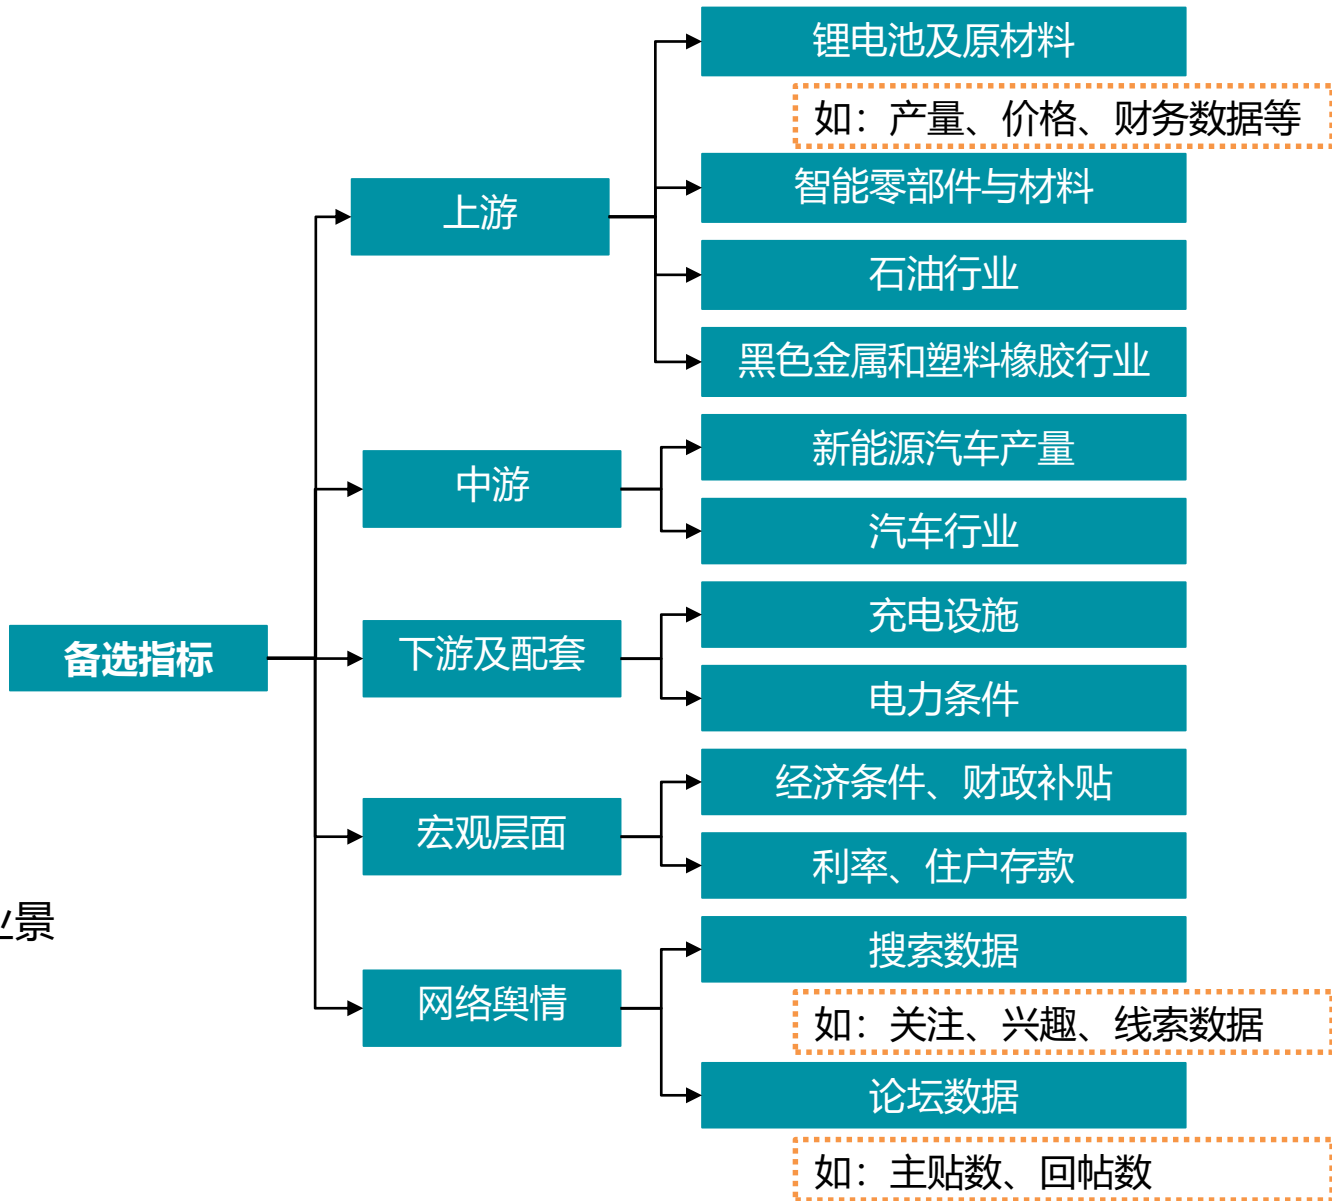 备选指标
上游
锂电池及原材料
如：产量、价格、财务数据等
智能零部件与材料
石油行业
黑色金属和塑料橡胶行业
中游
新能源汽车产量
汽车行业
下游及配套
充电设施
电力条件
宏观层面
经济条件、财政补贴
利率、住户存款
网络舆情
搜索数据
如：关注、兴趣、线索数据
论坛数据
如：主贴数、回帖数
景